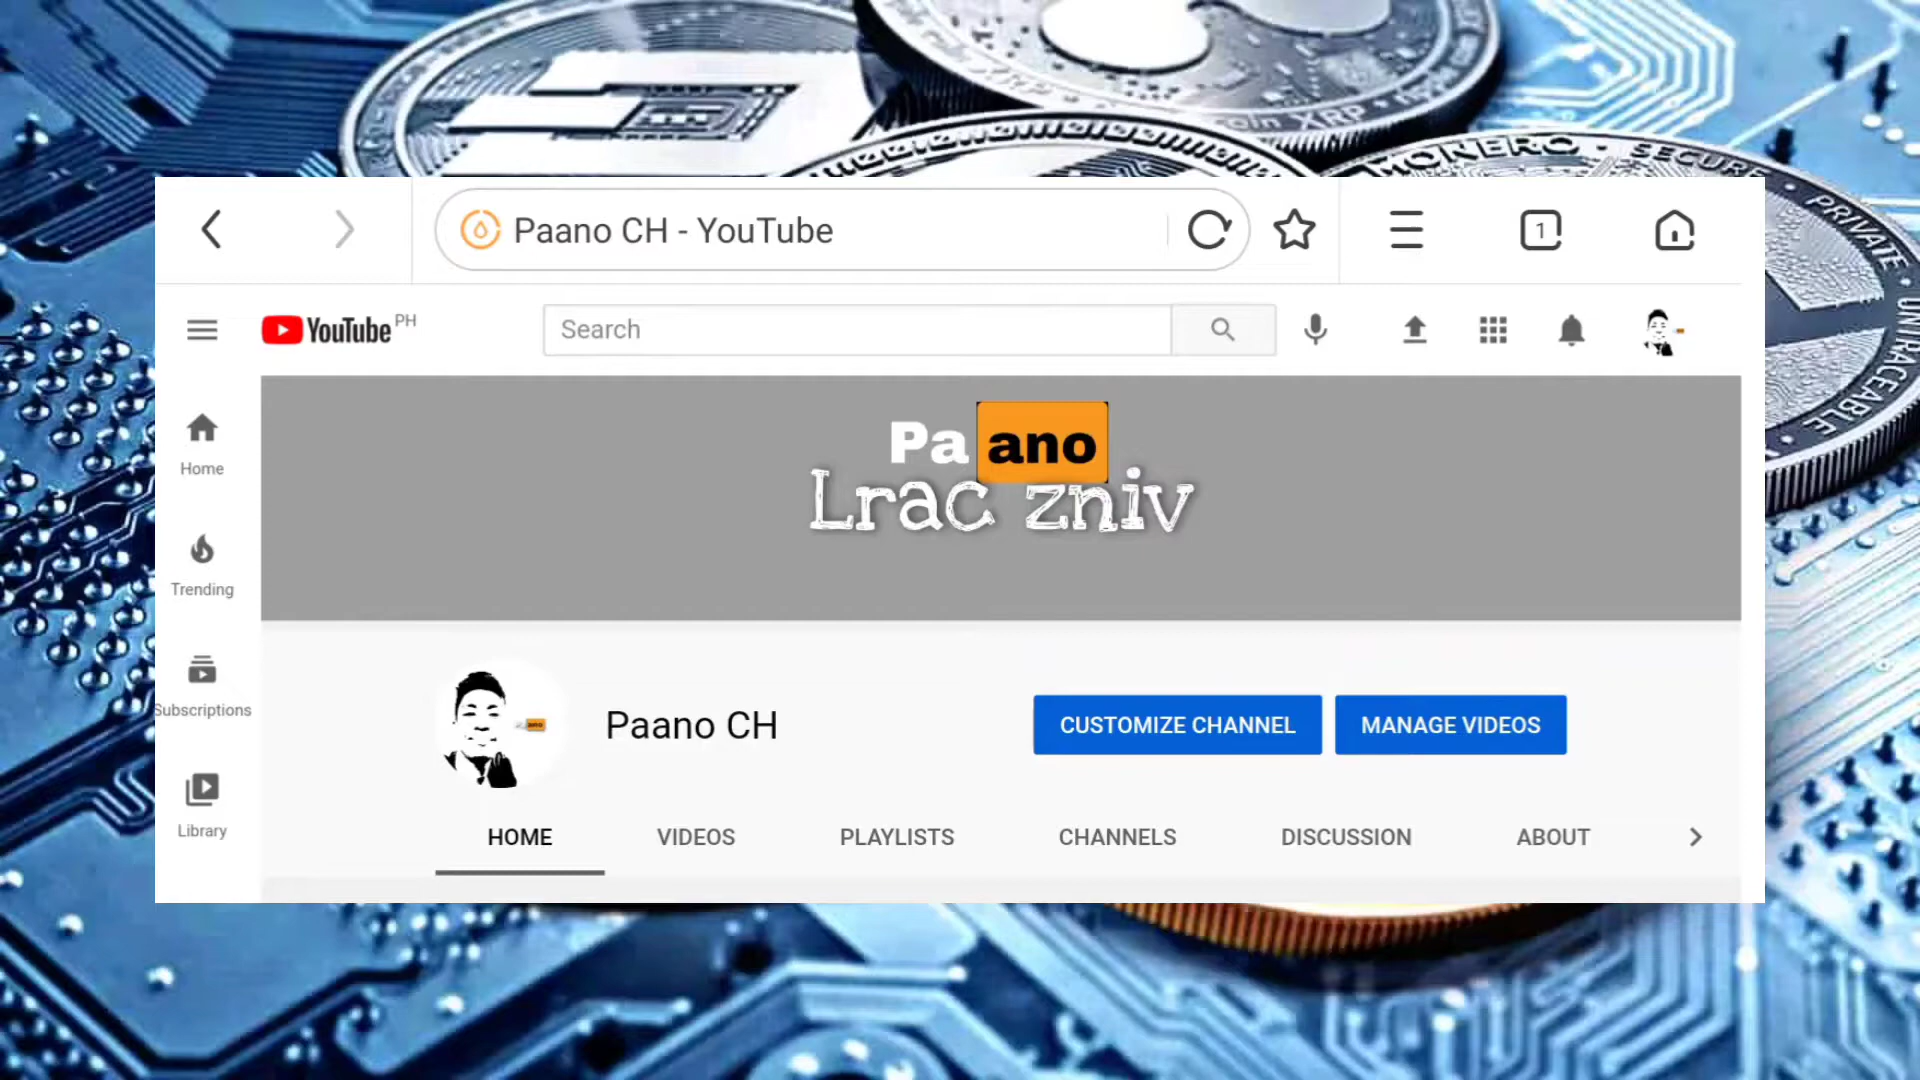 coin XRP
MONERO • SECURE
PRIVATE • UNTRACEABLE
Paano CH - YouTube
1
YouTube PH
Search
Pa ano
Lrac zniv
Home
Trending
Subscriptions
Library
Paano CH
CUSTOMIZE CHANNEL
MANAGE VIDEOS
HOME
VIDEOS
PLAYLISTS
CHANNELS
DISCUSSION
ABOUT